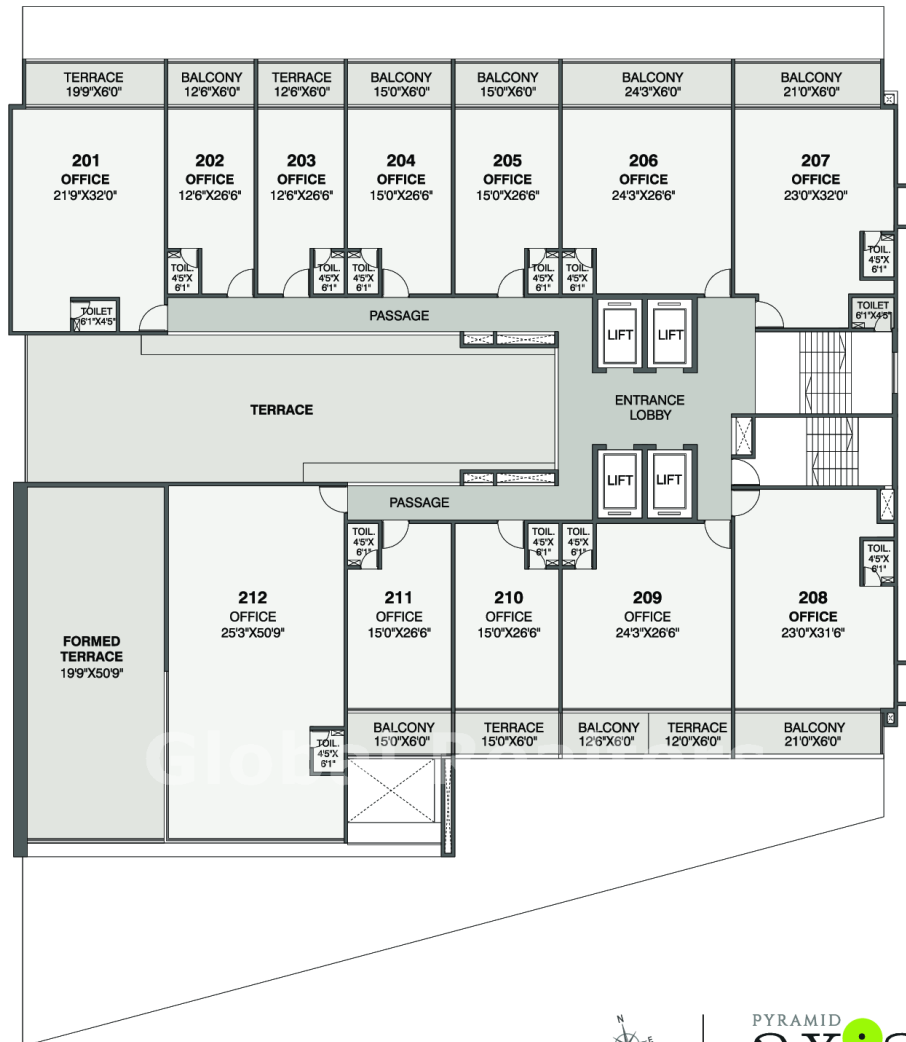 TERRACE
19'9"X6'0"
BALCONY
12'6"X6'0"
TERRACE
12'6"X6'0"
BALCONY
15'0"X6'0"
BALCONY
15'0"X6'0"
BALCONY
24'3"X6'0"
BALCONY
21'0"X6'0"
201
OFFICE
21'9"X32'0"
202
OFFICE
12'6"X26'6"
203
OFFICE
12'6"X26'6"
204
OFFICE
15'0"X26'6"
205
OFFICE
15'0"X26'6"
206
OFFICE
24'3"X26'6"
207
OFFICE
23'0"X32'0"
TOIL.
4'5"X
6'1"
TOIL.
4'5"X
6'1"
TOIL.
4'5"X
6'1"
TOIL.
4'5"X
6'1"
TOIL.
4'5"X
6'1"
TOIL.
4'5"X
6'1"
TOILET
6'1"X4'5"
TOILET
6'1"X4'5"
PASSAGE
LIFT
LIFT
TERRACE
ENTRANCE
LOBBY
LIFT
LIFT
PASSAGE
TOIL.
4'5"X
6'1"
TOIL.
4'5"X
6'1"
TOIL.
4'5"X
6'1"
TOIL.
4'5"X
6'1"
212
OFFICE
25'3"X50'9"
211
OFFICE
15'0"X26'6"
210
OFFICE
15'0"X26'6"
209
OFFICE
24'3"X26'6"
208
OFFICE
23'0"X31'6"
FORMED
TERRACE
19'9"X50'9"
TOIL.
4'5"X
6'1"
BALCONY
15'0"X6'0"
TERRACE
15'0"X6'0"
BALCONY
12'6"X6'0"
TERRACE
12'0"X6'0"
BALCONY
21'0"X6'0"
N
E
PYRAMID